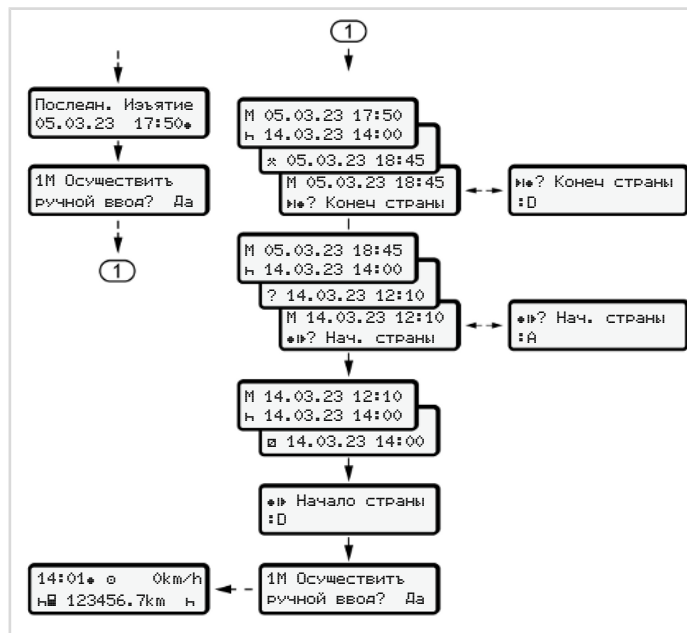 Последн. Изъятие
05.03.23 17:50●
1M Осуществить
ручной ввод? Да
1
1
M 05.03.23 17:50
h 14.03.23 14:00
⚒ 05.03.23 18:45
M 05.03.23 18:45
▶|●? Конец страны
▶|●? Конец страны
:D
M 05.03.23 18:45
h 14.03.23 14:00
? 14.03.23 12:10
M 14.03.23 12:10
●|▶? Нач. страны
●|▶? Нач. страны
:A
M 14.03.23 12:10
h 14.03.23 14:00
⧄ 14.03.23 14:00
●|▶ Начало страны
:D
1M Осуществить
ручной ввод? Да
14:01● ⊙ 0km/h
h 123456.7km h